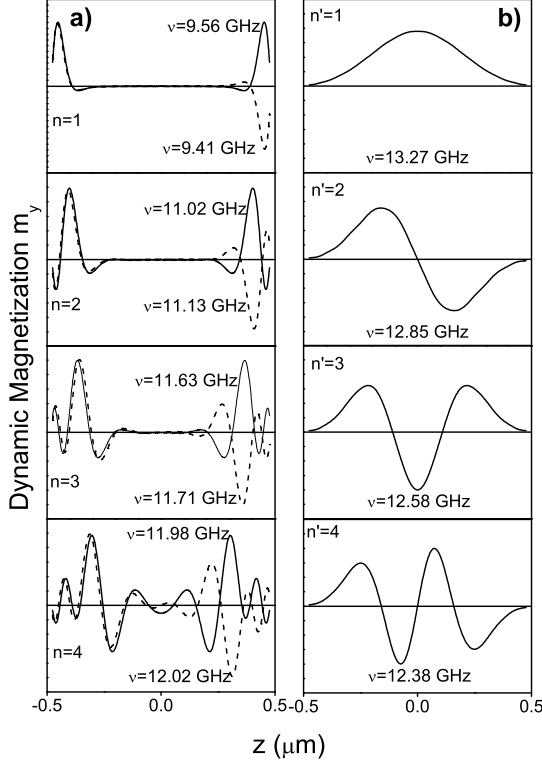 a)
ν=9.56 GHz
n=1
ν=9.41 GHz
ν=11.02 GHz
n=2
ν=11.13 GHz
ν=11.63 GHz
n=3
ν=11.71 GHz
ν=11.98 GHz
n=4
ν=12.02 GHz
b)
n'=1
ν=13.27 GHz
n'=2
ν=12.85 GHz
n'=3
ν=12.58 GHz
n'=4
ν=12.38 GHz
Dynamic Magnetization m_y
-0.5 0.0 0.5 -0.5 0.0 0.5
z (μm)